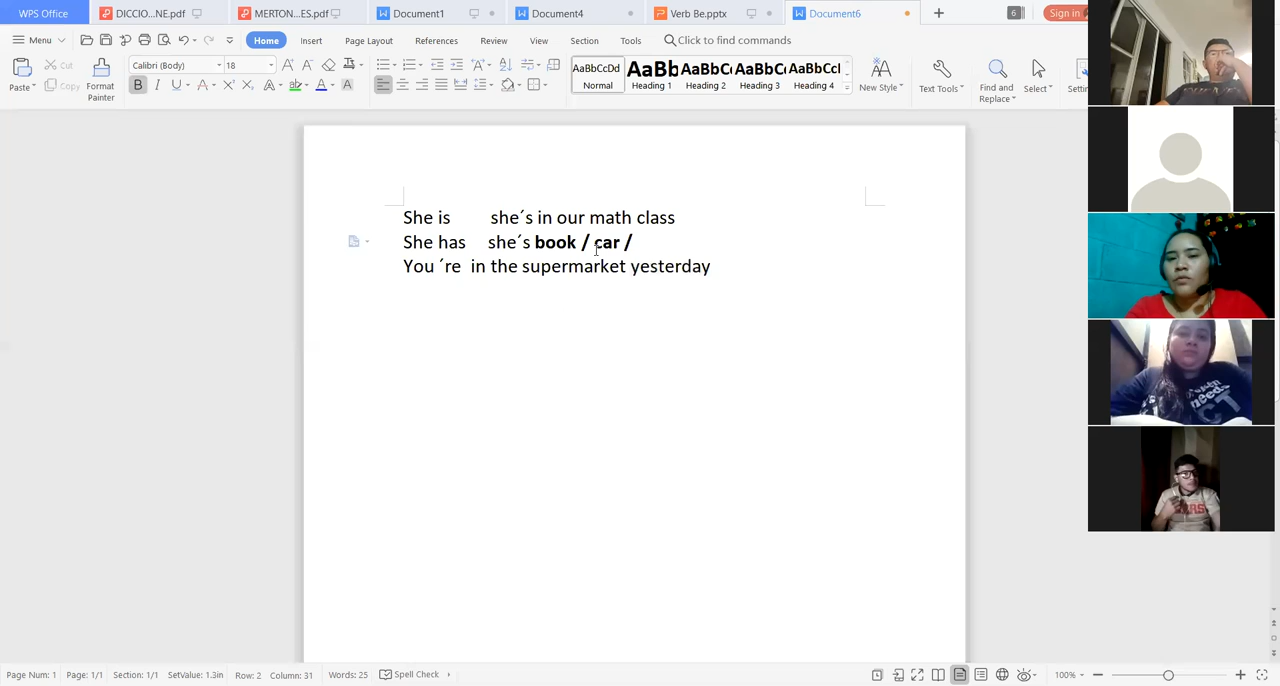 WPS Office DICCIO...NE.pdf MERTON...ES.pdf Document1 Document4 Verb Be.pptx Document6 + 6 Sign in
Menu Home Insert Page Layout References Review View Section Tools Click to find commands
Paste Cut Copy Format Painter Calibri (Body) 18 AaBbCcDd Normal AaBb Heading 1 AaBbC Heading 2 AaBbC Heading 3 AaBbCcl Heading 4 New Style Text Tools Find and Replace Select
She is she´s in our math class
She has she´s book / car /
You ´re in the supermarket yesterday
Page Num: 1 Page: 1/1 Section: 1/1 SetValue: 1.3in Row: 2 Column: 31 Words: 25 Spell Check 100%